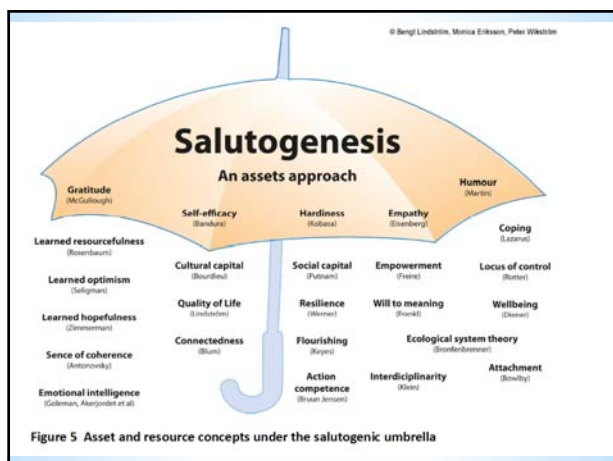 © Bengt Lindström, Monica Eriksson, Peter Wikström
Salutogenesis
An assets approach
Gratitude
(McGullough)
Humour
(Martin)
Self-efficacy
(Bandura)
Hardiness
(Kobasa)
Empathy
(Eisenberg)
Coping
(Lazarus)
Learned resourcefulness
(Rosenbaum)
Cultural capital
(Bourdieu)
Social capital
(Putnam)
Empowerment
(Freire)
Locus of control
(Rotter)
Learned optimism
(Seligman)
Quality of Life
(Lindström)
Resilience
(Werner)
Will to meaning
(Frankl)
Wellbeing
(Diener)
Learned hopefulness
(Zimmerman)
Connectedness
(Blum)
Flourishing
(Keyes)
Ecological system theory
(Bronfenbrenner)
Sence of coherence
(Antonovsky)
Action
competence
(Bruun Jensen)
Interdiciplinarity
(Klein)
Attachment
(Bowlby)
Emotional intelligence
(Goleman, Akerjordet et al)
Figure 5 Asset and resource concepts under the salutogenic umbrella